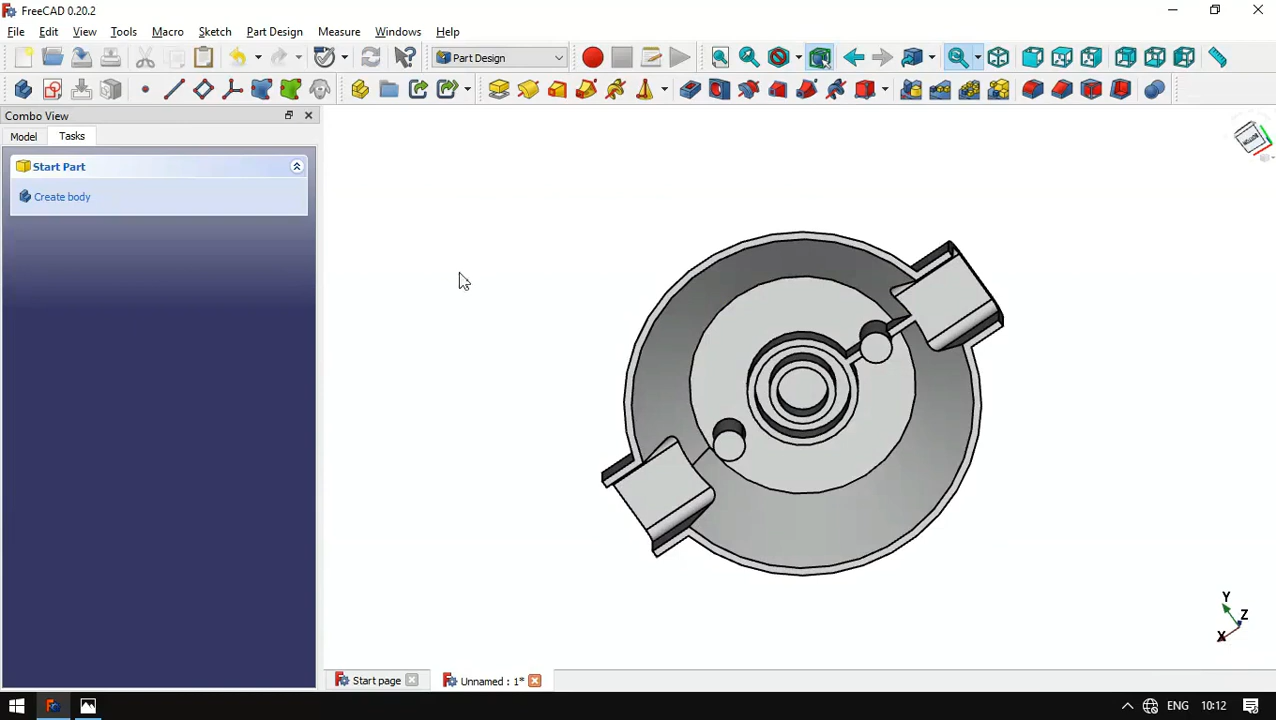 FreeCAD 0.20.2
File Edit View Tools Macro Sketch Part Design Measure Windows Help
Part Design
Combo View
Model Tasks
Start Part
Create body
Y
Z
X
Start page Unnamed : 1*
ENG 10:12